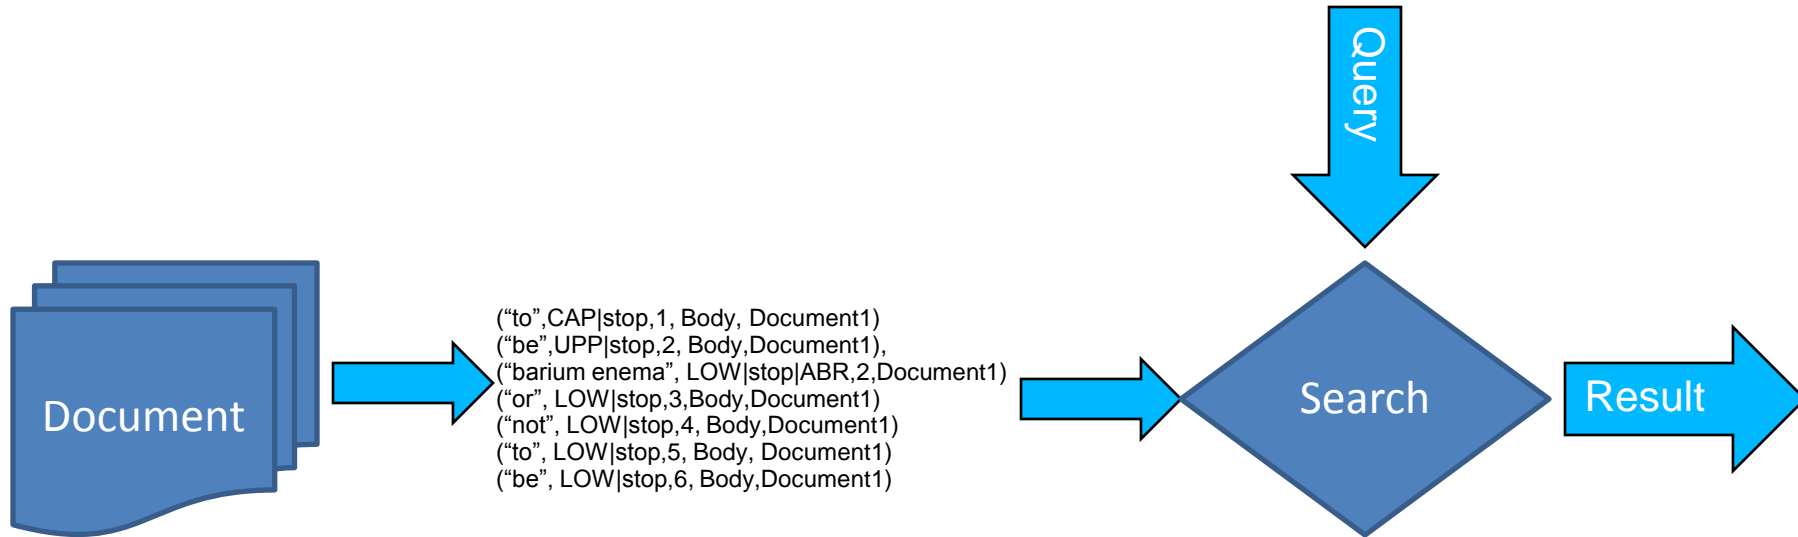 Query
Document
(“to”,CAP|stop,1, Body, Document1)
(“be”,UPP|stop,2, Body,Document1),
(“barium enema”, LOW|stop|ABR,2,Document1)
(“or”, LOW|stop,3,Body,Document1)
(“not”, LOW|stop,4, Body,Document1)
(“to”, LOW|stop,5, Body, Document1)
(“be”, LOW|stop,6, Body,Document1)
Search
Result